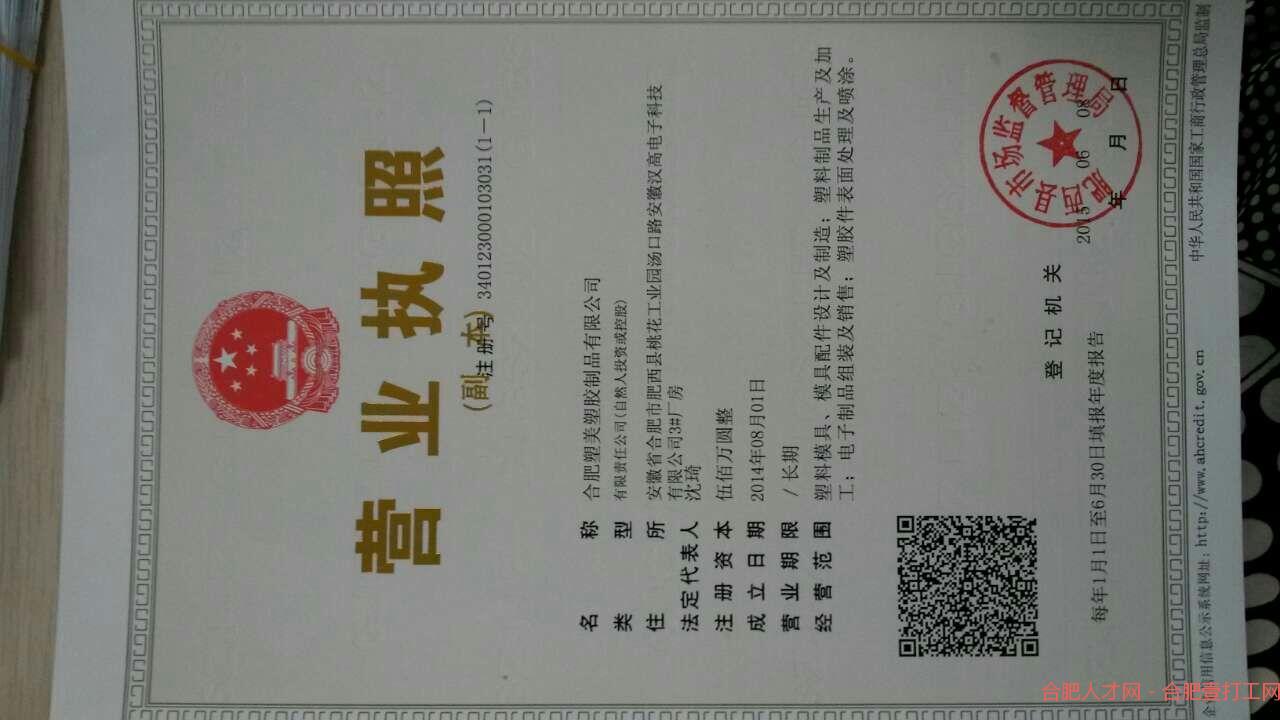 营业执照
(副 本)
注册号 340123000103031(1-1)
名称 合肥塑美塑胶制品有限公司
类型 有限责任公司(自然人投资或控股)
住所 安徽省合肥市肥西县桃花工业园汤口路安徽汉高电子科技
有限公司3#厂房
法定代表人 沈琦
注册资本 伍佰万圆整
成立日期 2014年08月01日
营业期限 / 长期
经营范围 塑料模具、模具配件设计及制造；塑料制品生产及加
工；电子制品组装及销售；塑胶件表面处理及喷涂。
登记机关
肥西县市场监督管理局
2015年06月08日
每年1月1日至6月30日填报年度报告
企业信用信息公示系统网址：http://www.ahcredit.gov.cn
中华人民共和国国家工商行政管理总局监制
合肥人才网 - 合肥壹打工网